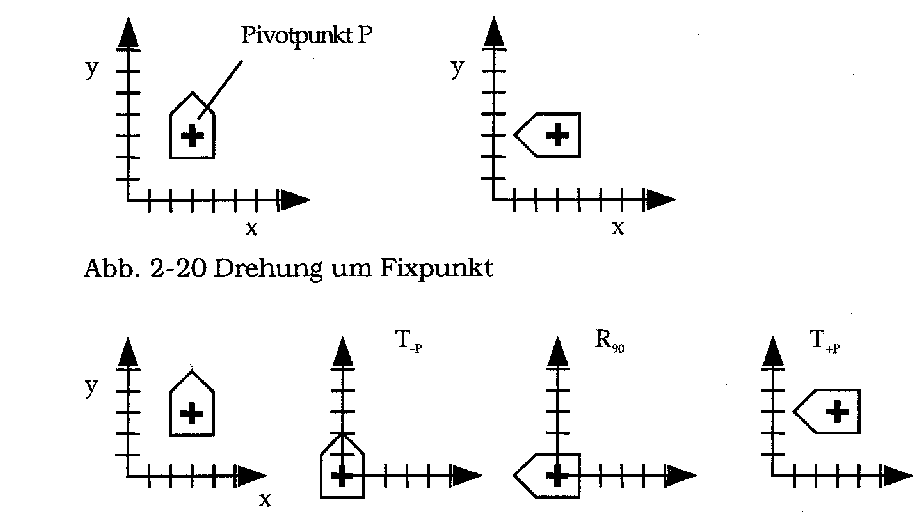 Pivotpunkt P
y
y
x
x
Abb. 2-20 Drehung um Fixpunkt
T-P
R90
T+P
y
x